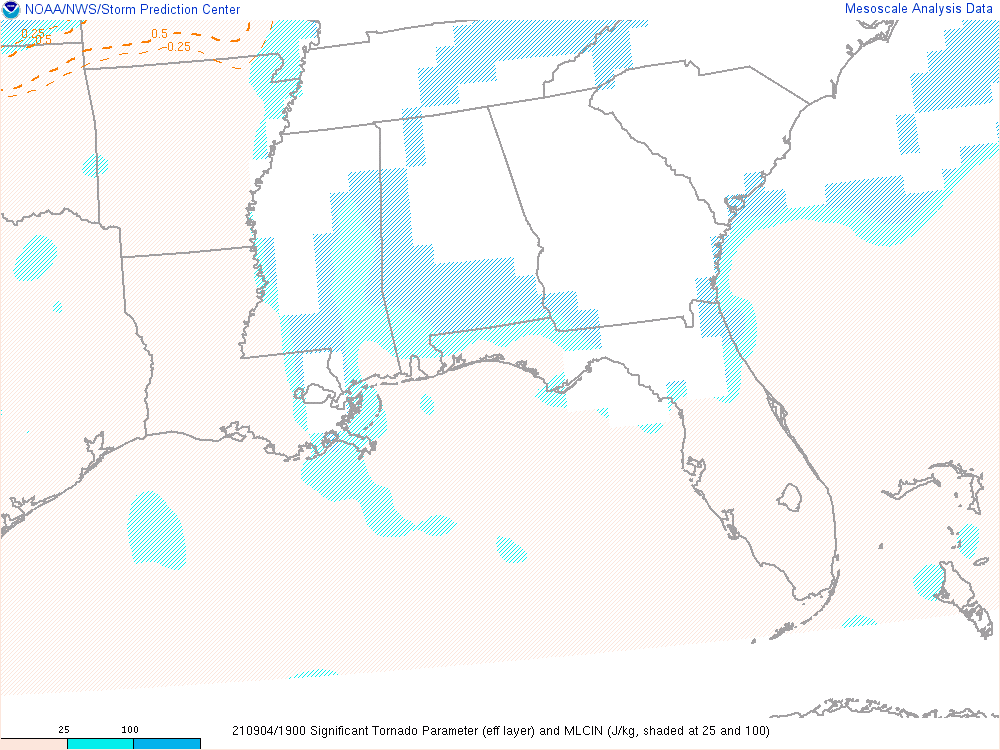 NOAA/NWS/Storm Prediction Center
Mesoscale Analysis Data
0.25
0.5
0.5
0.25
25
100
210904/1900 Significant Tornado Parameter (eff layer) and MLCIN (J/kg, shaded at 25 and 100)